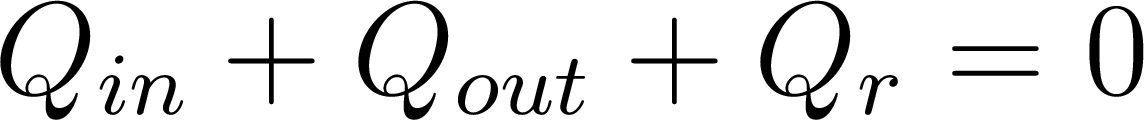 Q_{in} + Q_{out} + Q_r = 0